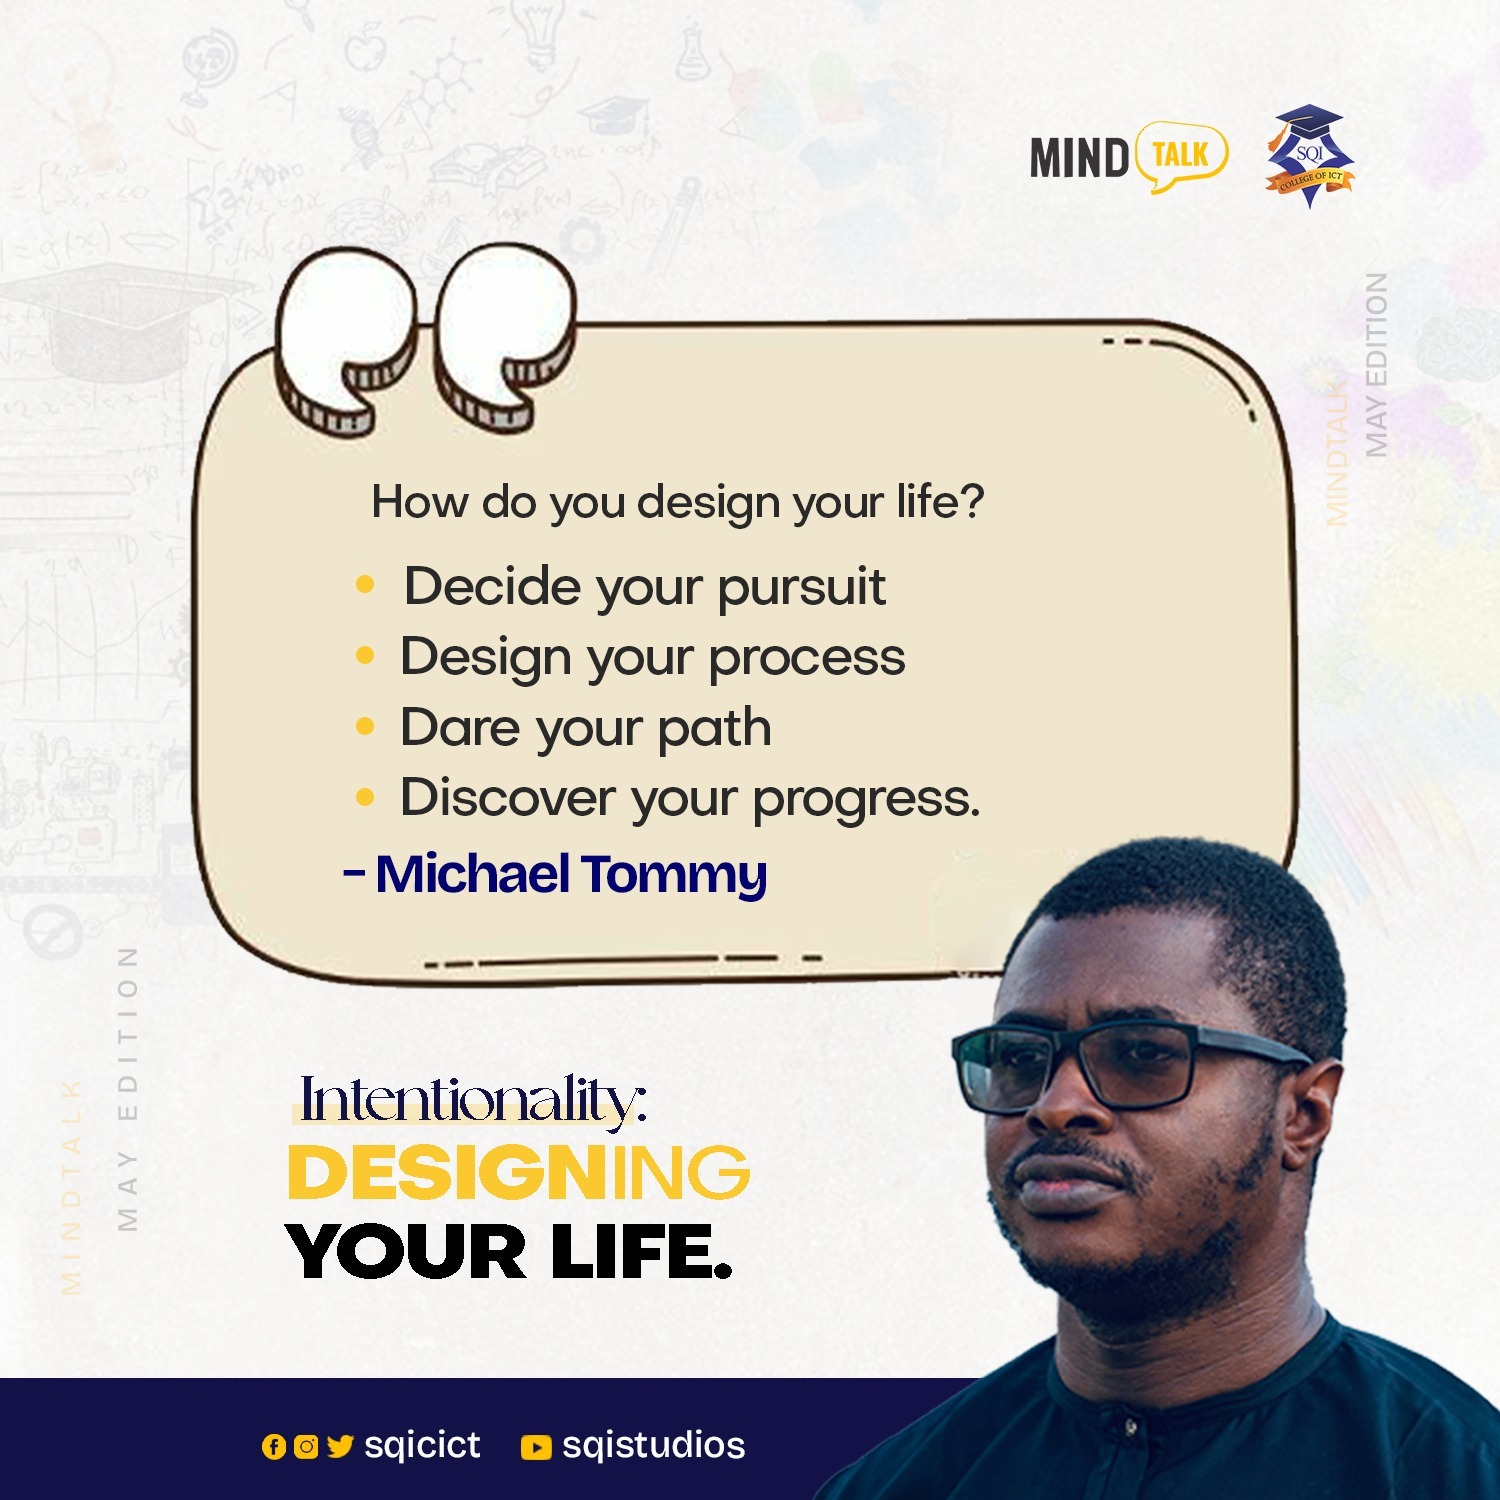 MIND TALK
SQI
COLLEGE OF ICT
MINDTALK
MAY EDITION
How do you design your life?
• Decide your pursuit
• Design your process
• Dare your path
• Discover your progress.
- Michael Tommy
MINDTALK
MAY EDITION
Intentionality:
DESIGNING
YOUR LIFE.
sqicict
sqistudios